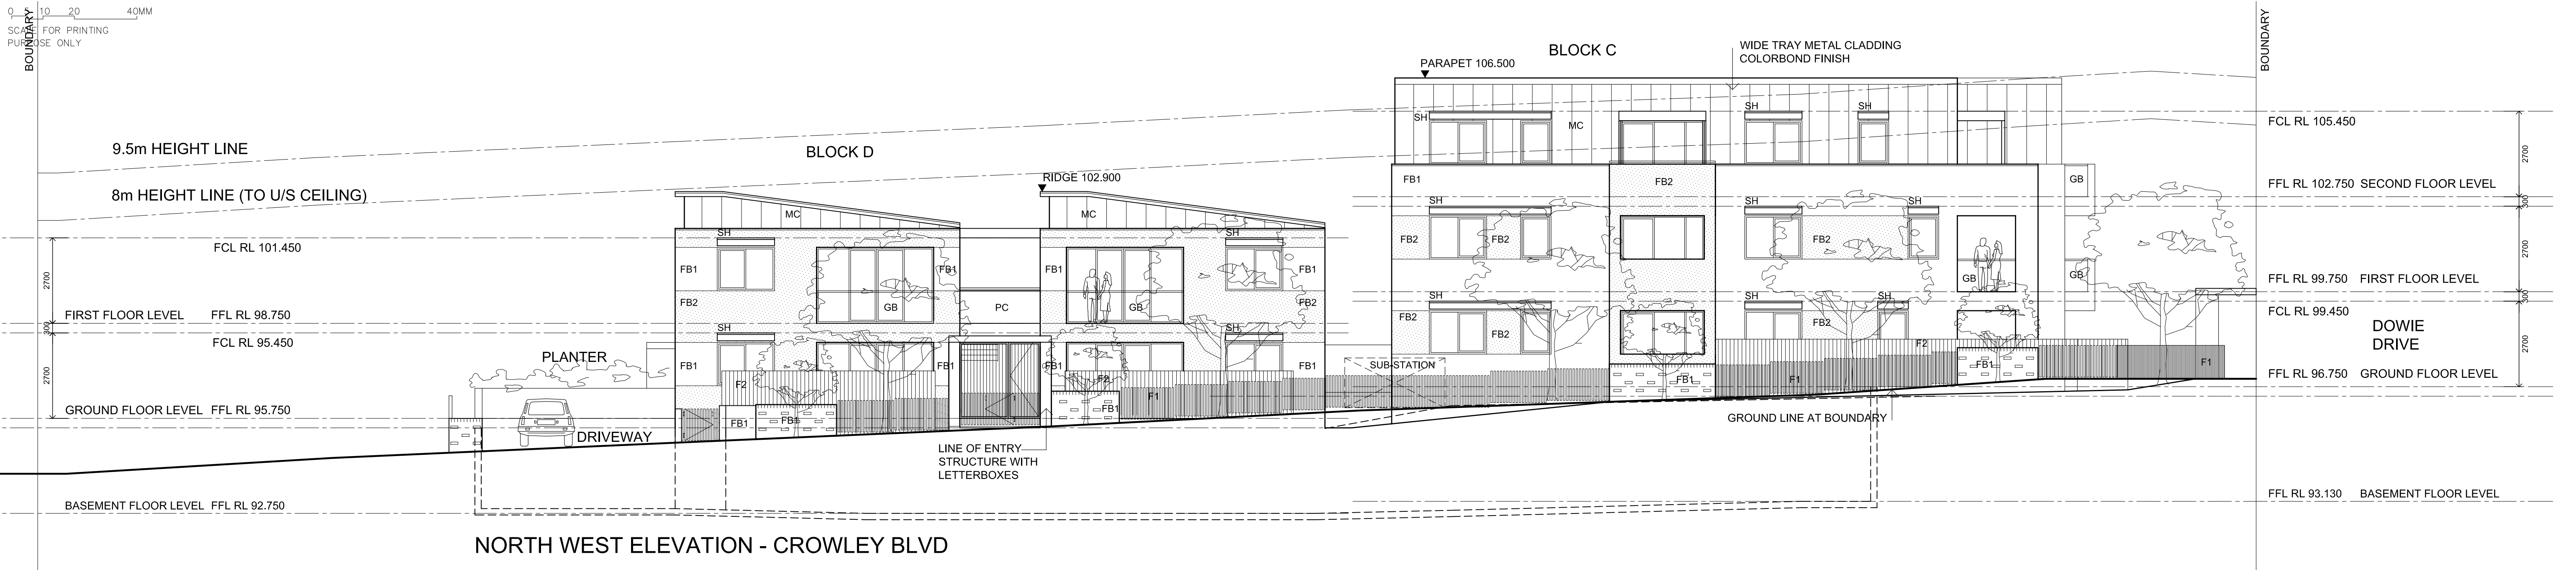 0 5 10 20 40MM
SCALE FOR PRINTING
PURPOSE ONLY
BOUNDARY
9.5m HEIGHT LINE
8m HEIGHT LINE (TO U/S CEILING)
FCL RL 101.450
2700
FIRST FLOOR LEVEL FFL RL 98.750
300
FCL RL 95.450
2700
GROUND FLOOR LEVEL FFL RL 95.750
BASEMENT FLOOR LEVEL FFL RL 92.750
PLANTER
DRIVEWAY
BLOCK D
RIDGE 102.900
MC
MC
SH
SH
FB1
FB1
FB1
FB1
FB2
GB
PC
GB
FB2
SH
SH
FB1
FB1
FB1
FB1
F2
F2
F1
FB1
FB1
FB1
LINE OF ENTRY
STRUCTURE WITH
LETTERBOXES
SUB-STATION
BLOCK C
PARAPET 106.500
WIDE TRAY METAL CLADDING
COLORBOND FINISH
SH
MC
SH
SH
FB1
FB2
GB
SH
SH
SH
FB2
FB2
FB2
GB
GB
SH
SH
SH
FB2
FB2
FB2
F2
FB1
F1
FB1
F1
GROUND LINE AT BOUNDARY
BOUNDARY
FCL RL 105.450
2700
FFL RL 102.750 SECOND FLOOR LEVEL
300
2700
FFL RL 99.750 FIRST FLOOR LEVEL
300
FCL RL 99.450
DOWIE
DRIVE
2700
FFL RL 96.750 GROUND FLOOR LEVEL
FFL RL 93.130 BASEMENT FLOOR LEVEL
NORTH WEST ELEVATION - CROWLEY BLVD